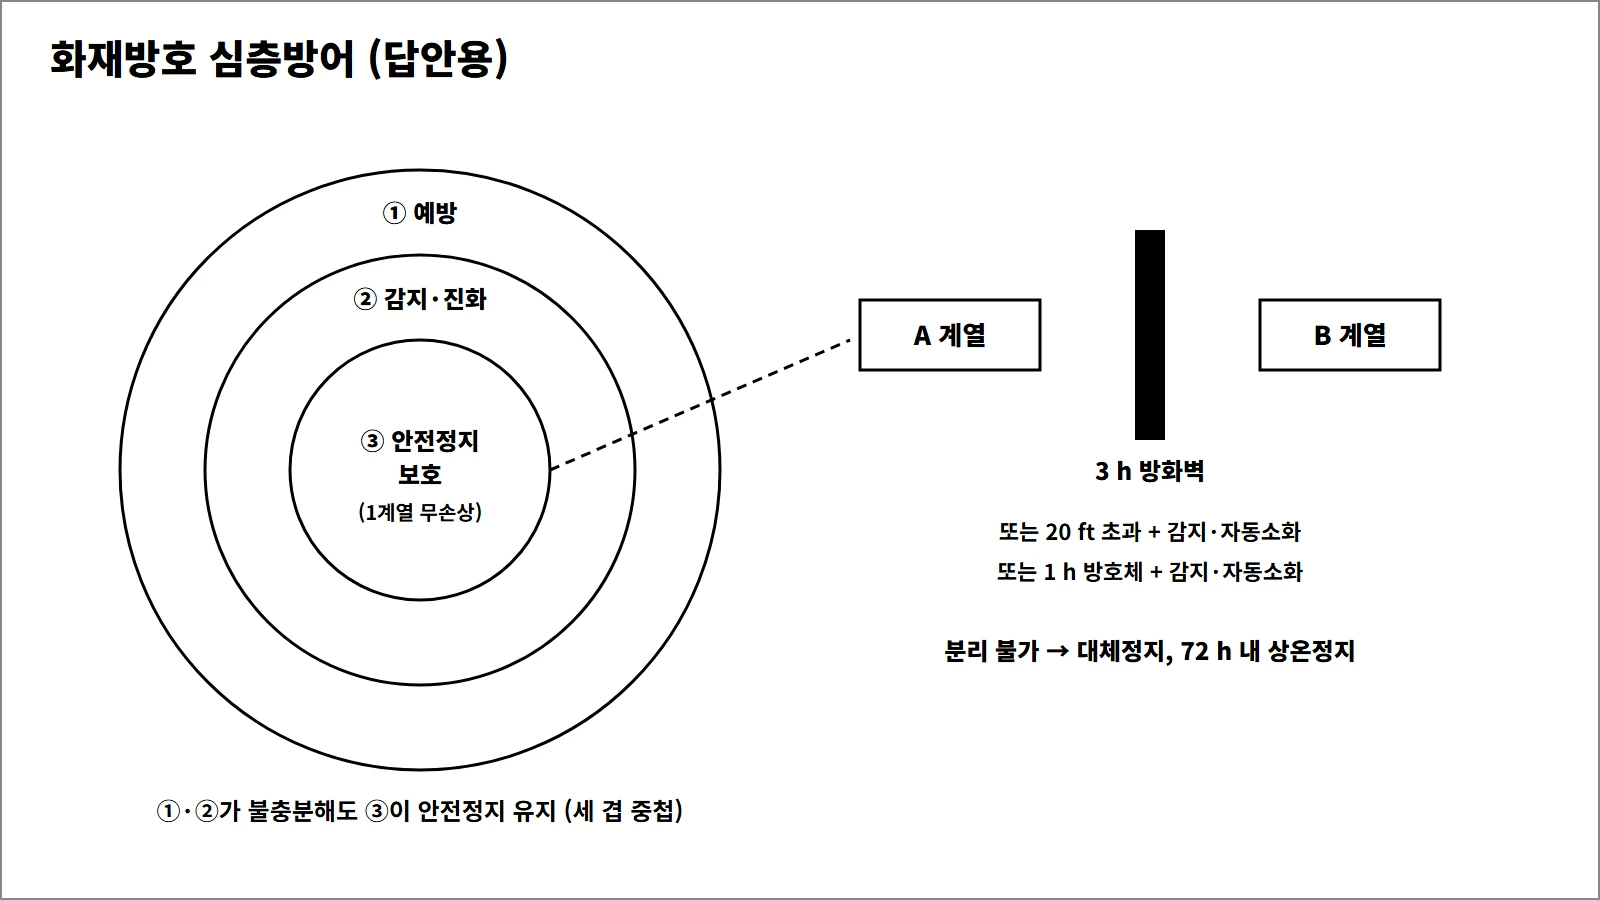 화재방호 심층방어 (답안용)
① 예방
② 감지·진화
③ 안전정지
보호
(1계열 무손상)
①·②가 불충분해도 ③이 안전정지 유지 (세 겹 중첩)
A 계열
B 계열
3 h 방화벽
또는 20 ft 초과 + 감지·자동소화
또는 1 h 방호체 + 감지·자동소화
분리 불가 → 대체정지, 72 h 내 상온정지